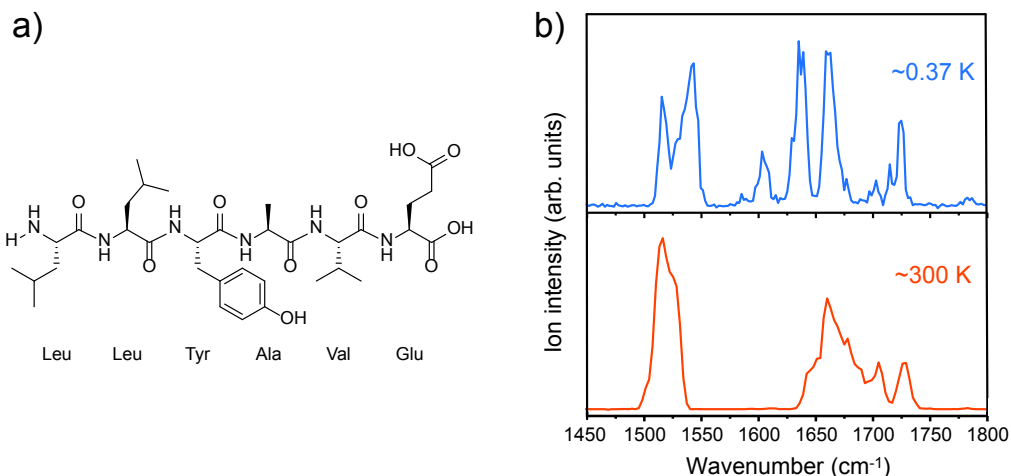 a)
HO
O
O
O
O
H
N
H
N
H
N
OH
H
N
H
N
H
N
H
O
O
O
OH
Leu Leu Tyr Ala Val Glu
b)
~0.37 K
~300 K
Ion intensity (arb. units)
1450 1500 1550 1600 1650 1700 1750 1800
Wavenumber (cm⁻¹)